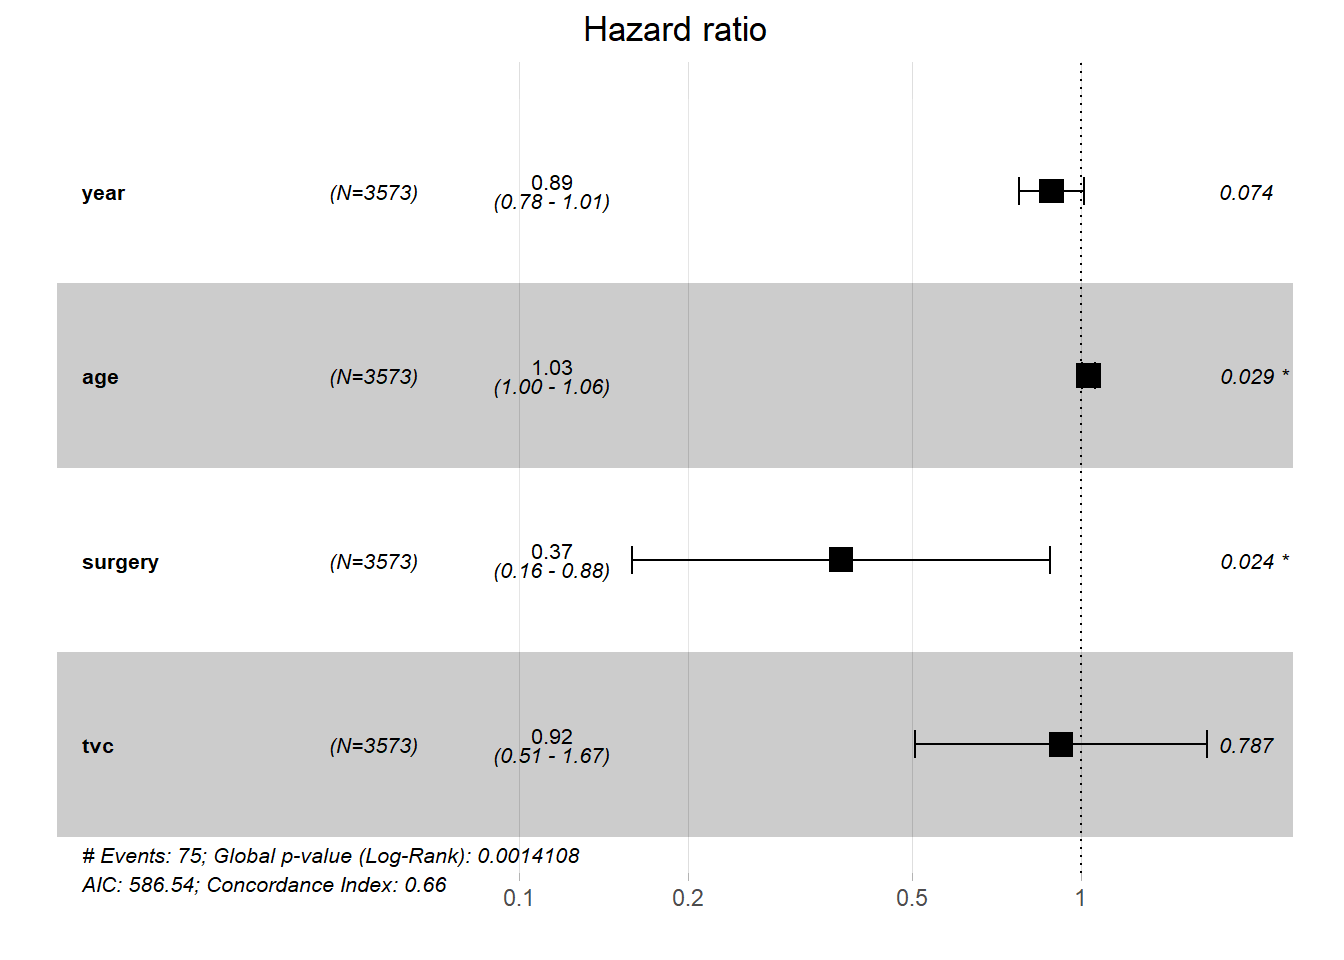 Hazard ratio
year (N=3573) 0.89 0.074
(0.78 - 1.01)
age (N=3573) 1.03 0.029 *
(1.00 - 1.06)
surgery (N=3573) 0.37 0.024 *
(0.16 - 0.88)
tvc (N=3573) 0.92 0.787
(0.51 - 1.67)
# Events: 75; Global p-value (Log-Rank): 0.0014108
AIC: 586.54; Concordance Index: 0.66
0.1 0.2 0.5 1